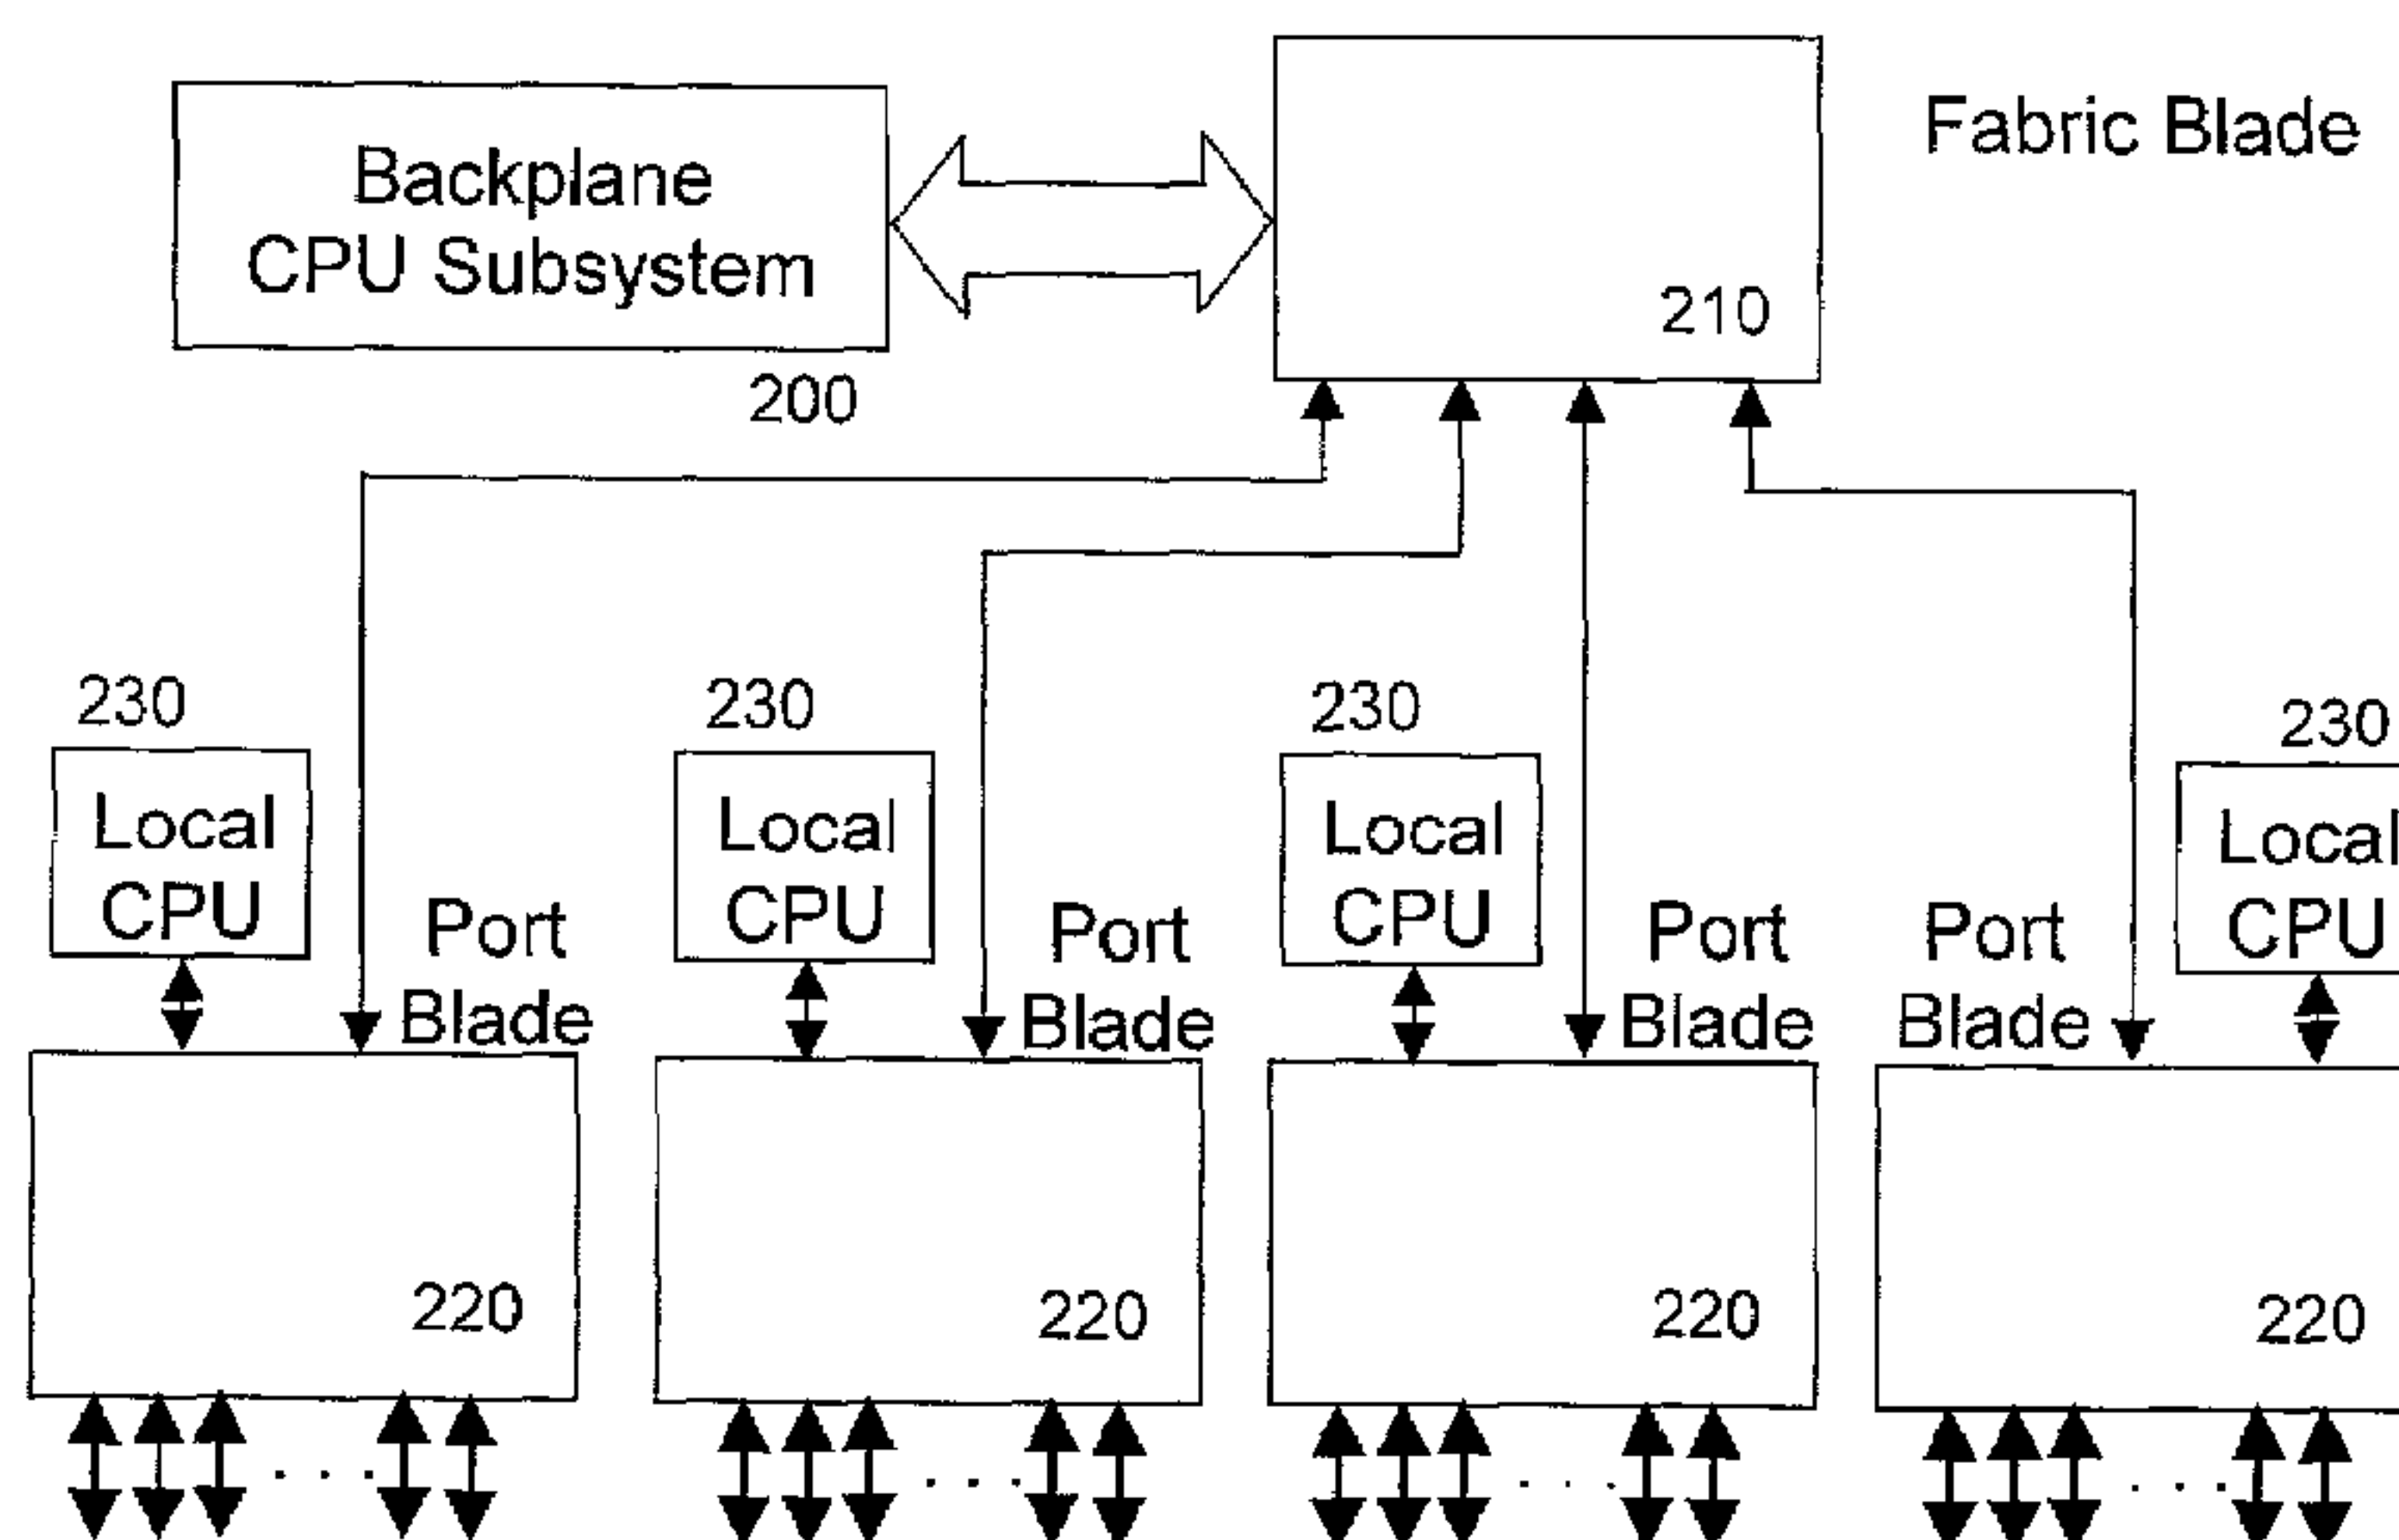 Fabric Blade
Backplane
CPU Subsystem
210
200
230
230
230
230
Local
CPU
Local
CPU
Local
CPU
Local
CPU
Port
Blade
Port
Blade
Port
Blade
Port
Blade
220
220
220
220
. . .
. . .
. . .
. . .